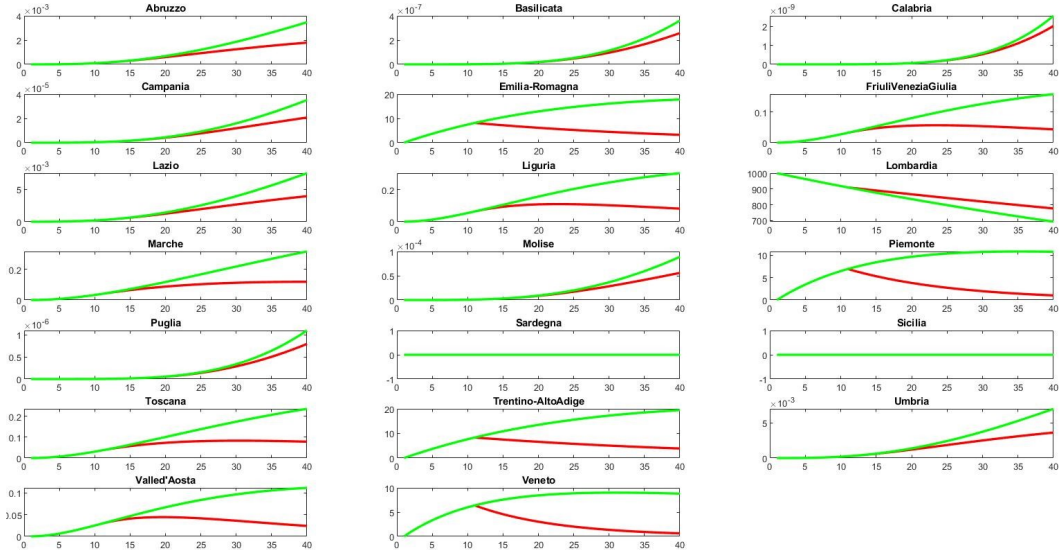 Abruzzo Basilicata Calabria
×10⁻³ ×10⁻⁷ ×10⁻⁹
4 4
2 2 2
0 0 1
0
0 5 10 15 20 25 30 35 40 0 5 10 15 20 25 30 35 40 0 5 10 15 20 25 30 35 40
Campania Emilia-Romagna FriuliVeneziaGiulia
×10⁻⁵
4 20
2 10 0.1
0 0 0
0 5 10 15 20 25 30 35 40 0 5 10 15 20 25 30 35 40 0 5 10 15 20 25 30 35 40
Lazio Liguria Lombardia
×10⁻³
5 0.2 1000
0 0 900
800
700
0 5 10 15 20 25 30 35 40 0 5 10 15 20 25 30 35 40 0 5 10 15 20 25 30 35 40
Marche Molise Piemonte
×10⁻⁴
0.2 1 10
0 0.5 5
0 0
0 5 10 15 20 25 30 35 40 0 5 10 15 20 25 30 35 40 0 5 10 15 20 25 30 35 40
Puglia Sardegna Sicilia
×10⁻⁶
1 1 1
0.5 0 0
0 -1 -1
0 5 10 15 20 25 30 35 40 0 5 10 15 20 25 30 35 40 0 5 10 15 20 25 30 35 40
Toscana Trentino-AltoAdige Umbria
×10⁻³
0.2 20
0.1 10 5
0 0 0
0 5 10 15 20 25 30 35 40 0 5 10 15 20 25 30 35 40 0 5 10 15 20 25 30 35 40
Valled'Aosta Veneto
0.1 10
0.05 5
0 0
0 5 10 15 20 25 30 35 40 0 5 10 15 20 25 30 35 40